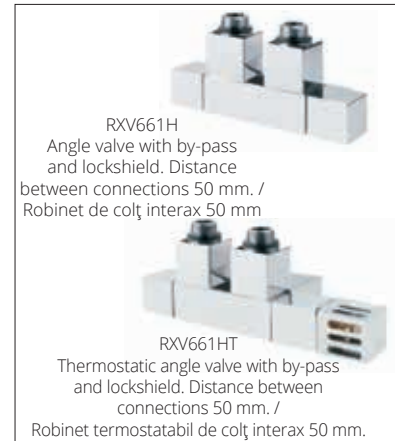 RXV661H
Angle valve with by-pass
and lockshield. Distance
between connections 50 mm. /
Robinet de colț interax 50 mm
RXV661HT
Thermostatic angle valve with by-pass
and lockshield. Distance between
connections 50 mm. /
Robinet termostatabil de colț interax 50 mm.